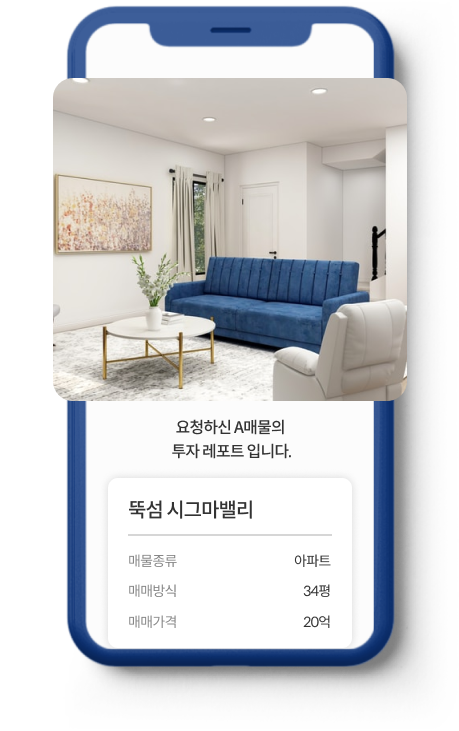 요청하신 A매물의
투자 레포트 입니다.
뚝섬 시그마밸리
매물종류 아파트
매매방식 34평
매매가격 20억